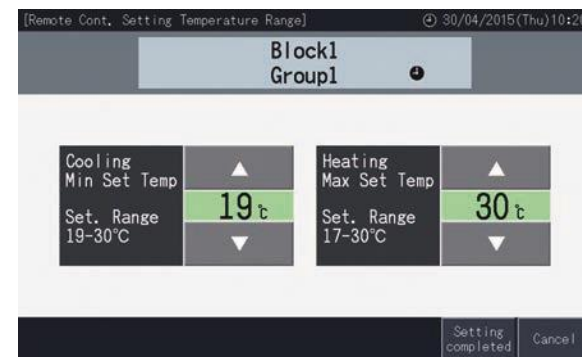 [Remote Cont. Setting Temperature Range] 30/04/2015(Thu)10:20
Block1
Group1
Cooling
Min Set Temp
Set. Range
19-30°C
19 °c
Heating
Max Set Temp
Set. Range
17-30°C
30 °c
Setting
completed
Cancel